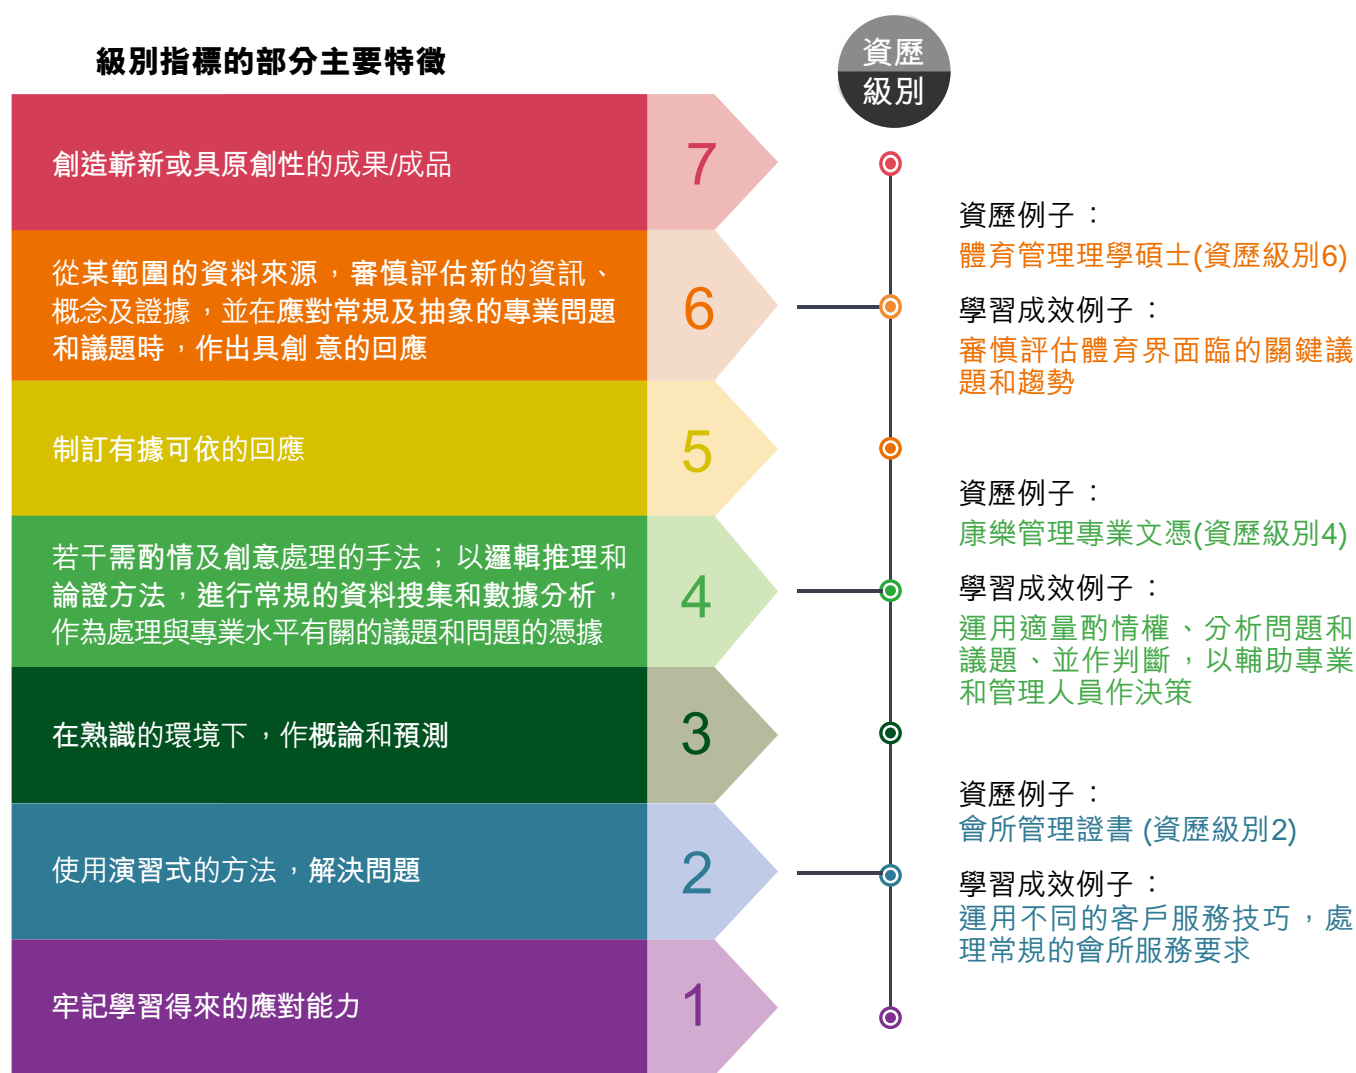 級別指標的部分主要特徵
資歷
級別
創造嶄新或具原創性的成果/成品
7
從某範圍的資料來源，審慎評估新的資訊、
概念及證據，並在應對常規及抽象的專業問題
和議題時，作出具創 意的回應
6
制訂有據可依的回應
5
若干需酌情及創意處理的手法；以邏輯推理和
論證方法，進行常規的資料搜集和數據分析，
作為處理與專業水平有關的議題和問題的憑據
4
在熟識的環境下，作概論和預測
3
使用演習式的方法，解決問題
2
牢記學習得來的應對能力
1
資歷例子：
體育管理理學碩士(資歷級別6)
學習成效例子：
審慎評估體育界面臨的關鍵議
題和趨勢
資歷例子：
康樂管理專業文憑(資歷級別4)
學習成效例子：
運用適量酌情權、分析問題和
議題、並作判斷，以輔助專業
和管理人員作決策
資歷例子：
會所管理證書 (資歷級別2)
學習成效例子：
運用不同的客戶服務技巧，處
理常規的會所服務要求